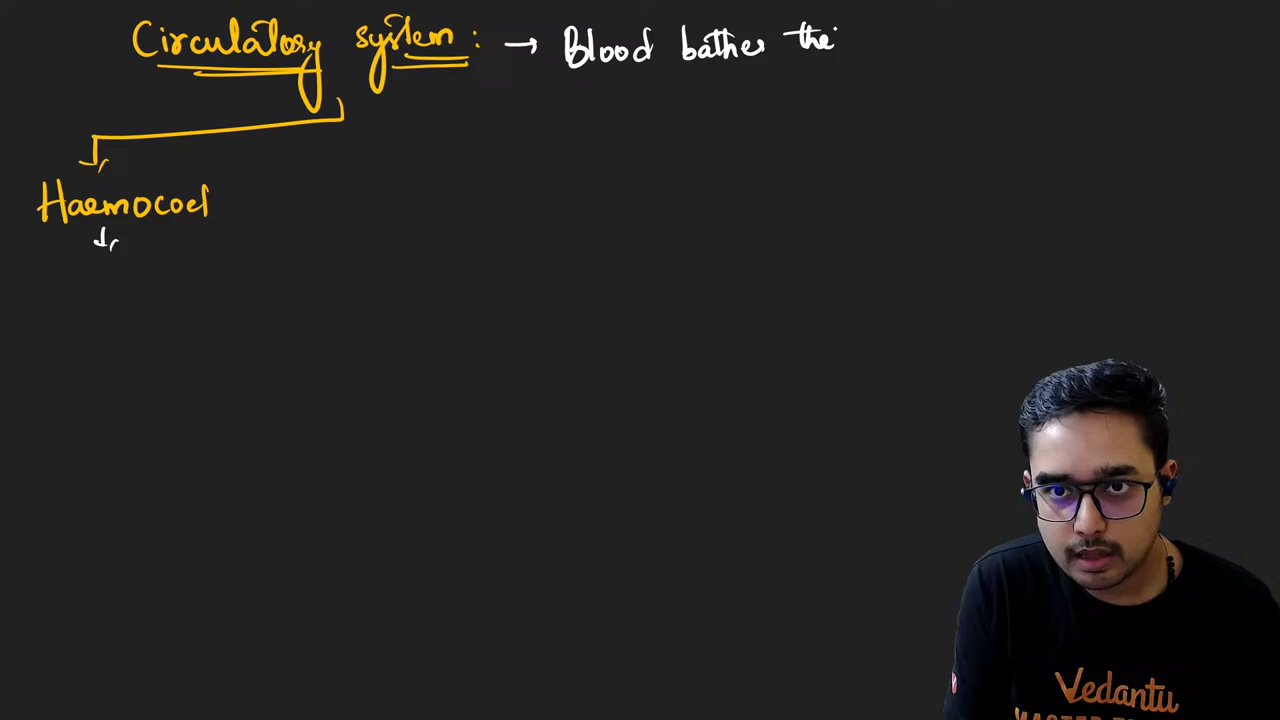 Circulatory system: → Blood bathes the
Haemocoel
Vedantu